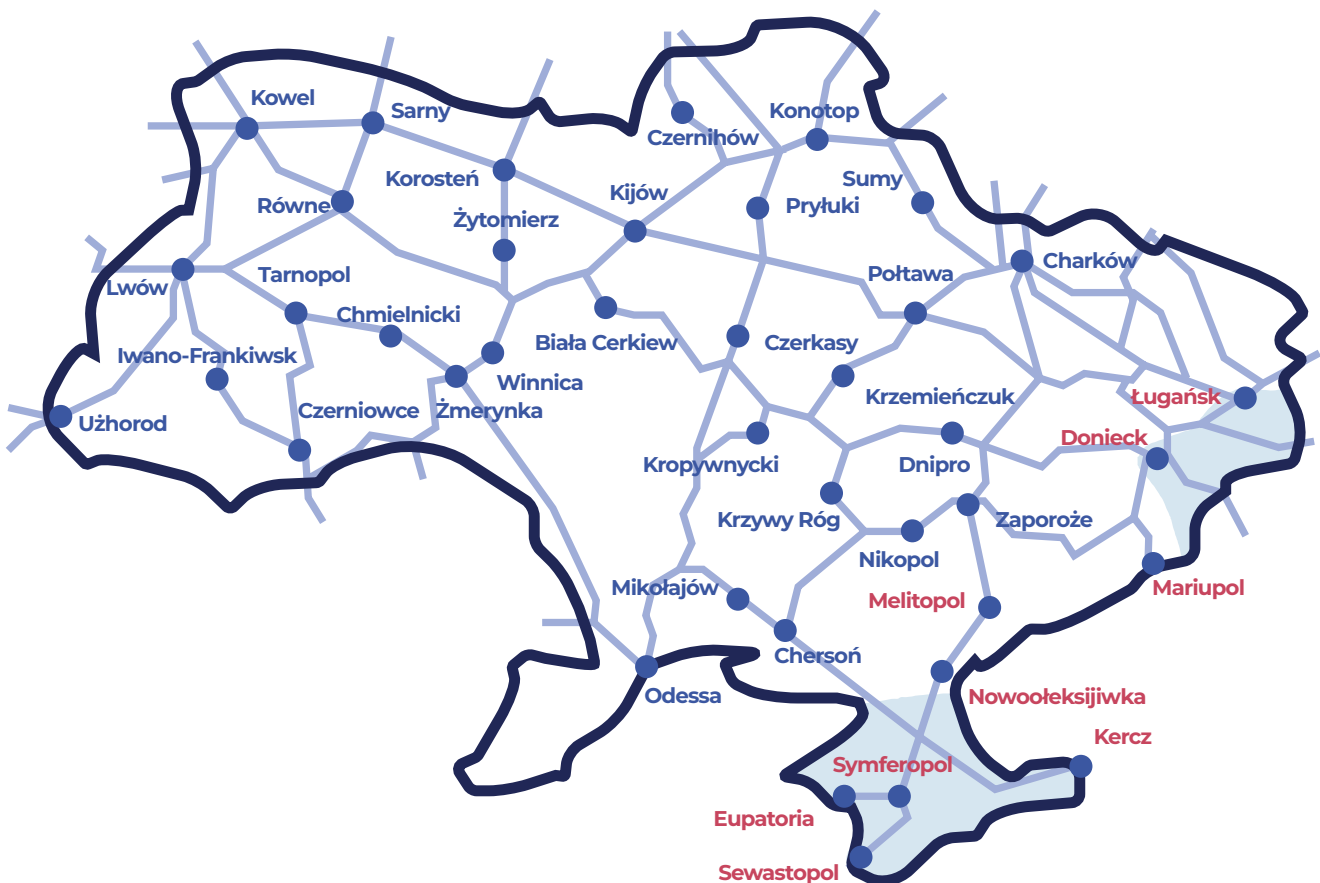 Kowel
Sarny
Konotop
Czernihów
Korosteń
Sumy
Kijów
Równe
Pryłuki
Żytomierz
Charków
Tarnopol
Połtawa
Lwów
Chmielnicki
Biała Cerkiew
Czerkasy
Iwano-Frankiwsk
Winnica
Krzemieńczuk
Ługańsk
Czerniowce
Żmerynka
Użhorod
Donieck
Kropywnycki
Dnipro
Krzywy Róg
Zaporoże
Nikopol
Mikołajów
Mariupol
Melitopol
Chersoń
Odessa
Nowoołeksijiwka
Kercz
Symferopol
Eupatoria
Sewastopol